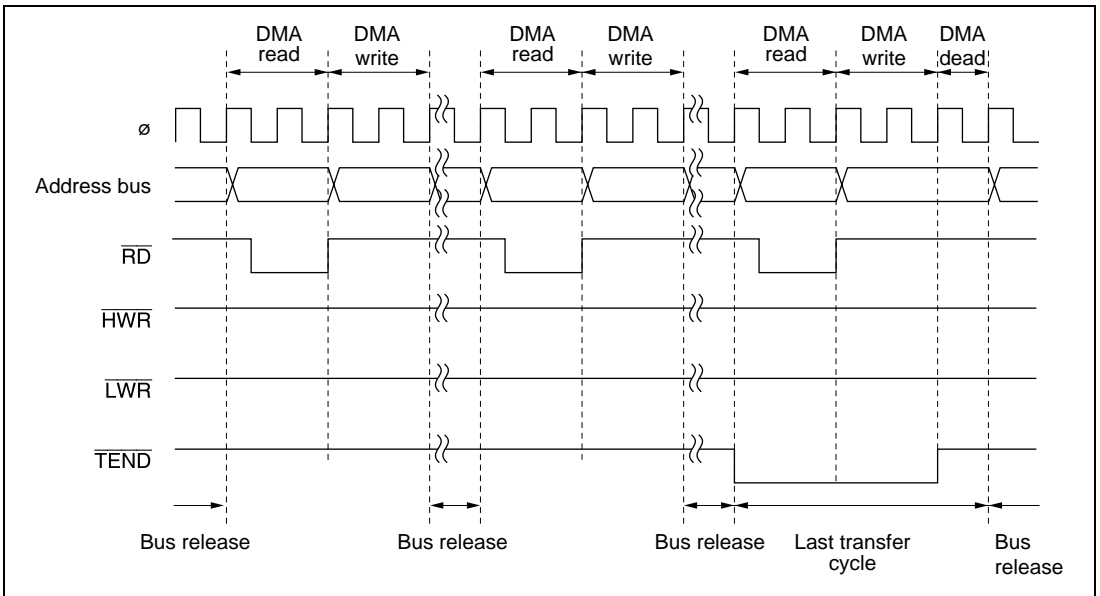 DMA read
DMA write
DMA read
DMA write
DMA read
DMA write
DMA dead
ø
Address bus
RD
HWR
LWR
TEND
Bus release
Bus release
Bus release
Last transfer cycle
Bus release